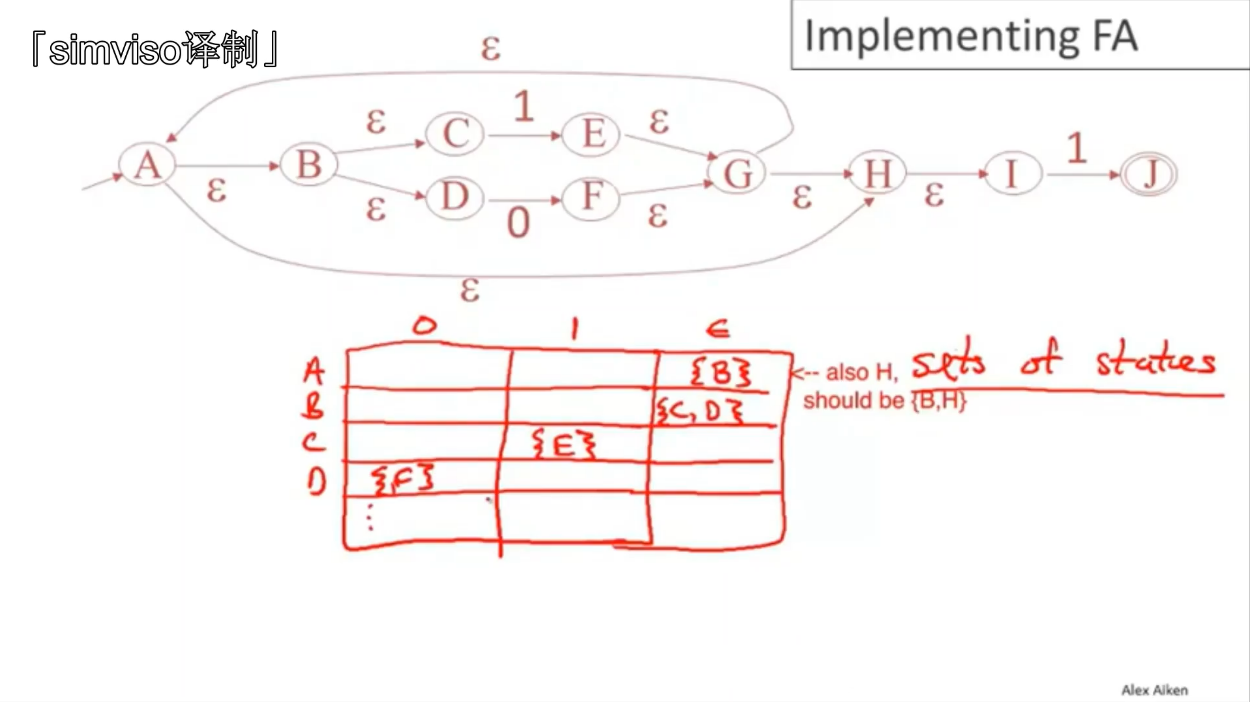 「simviso译制」
Implementing FA
ε
ε C 1 E ε
A B G H I 1 J
ε ε D 0 F ε ε ε
ε
0 1 ϵ
A {B} <-- also H, sets of states
should be {B,H}
B {C, D}
C {E}
D {F}
⋮
Alex Aiken